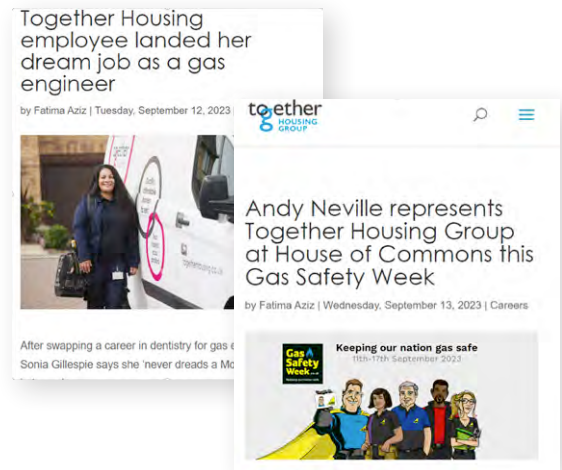 Together Housing
employee landed her
dream job as a gas
engineer
by Fatima Aziz | Tuesday, September 12, 2023
togetherhousing.co.uk
After swapping a career in dentistry for gas e
Sonia Gillespie says she 'never dreads a Mo
together
HOUSING
GROUP
Andy Neville represents
Together Housing Group
at House of Commons this
Gas Safety Week
by Fatima Aziz | Wednesday, September 13, 2023 | Careers
Gas
Safety
Week
Keeping our nation gas safe
11th-17th September 2023